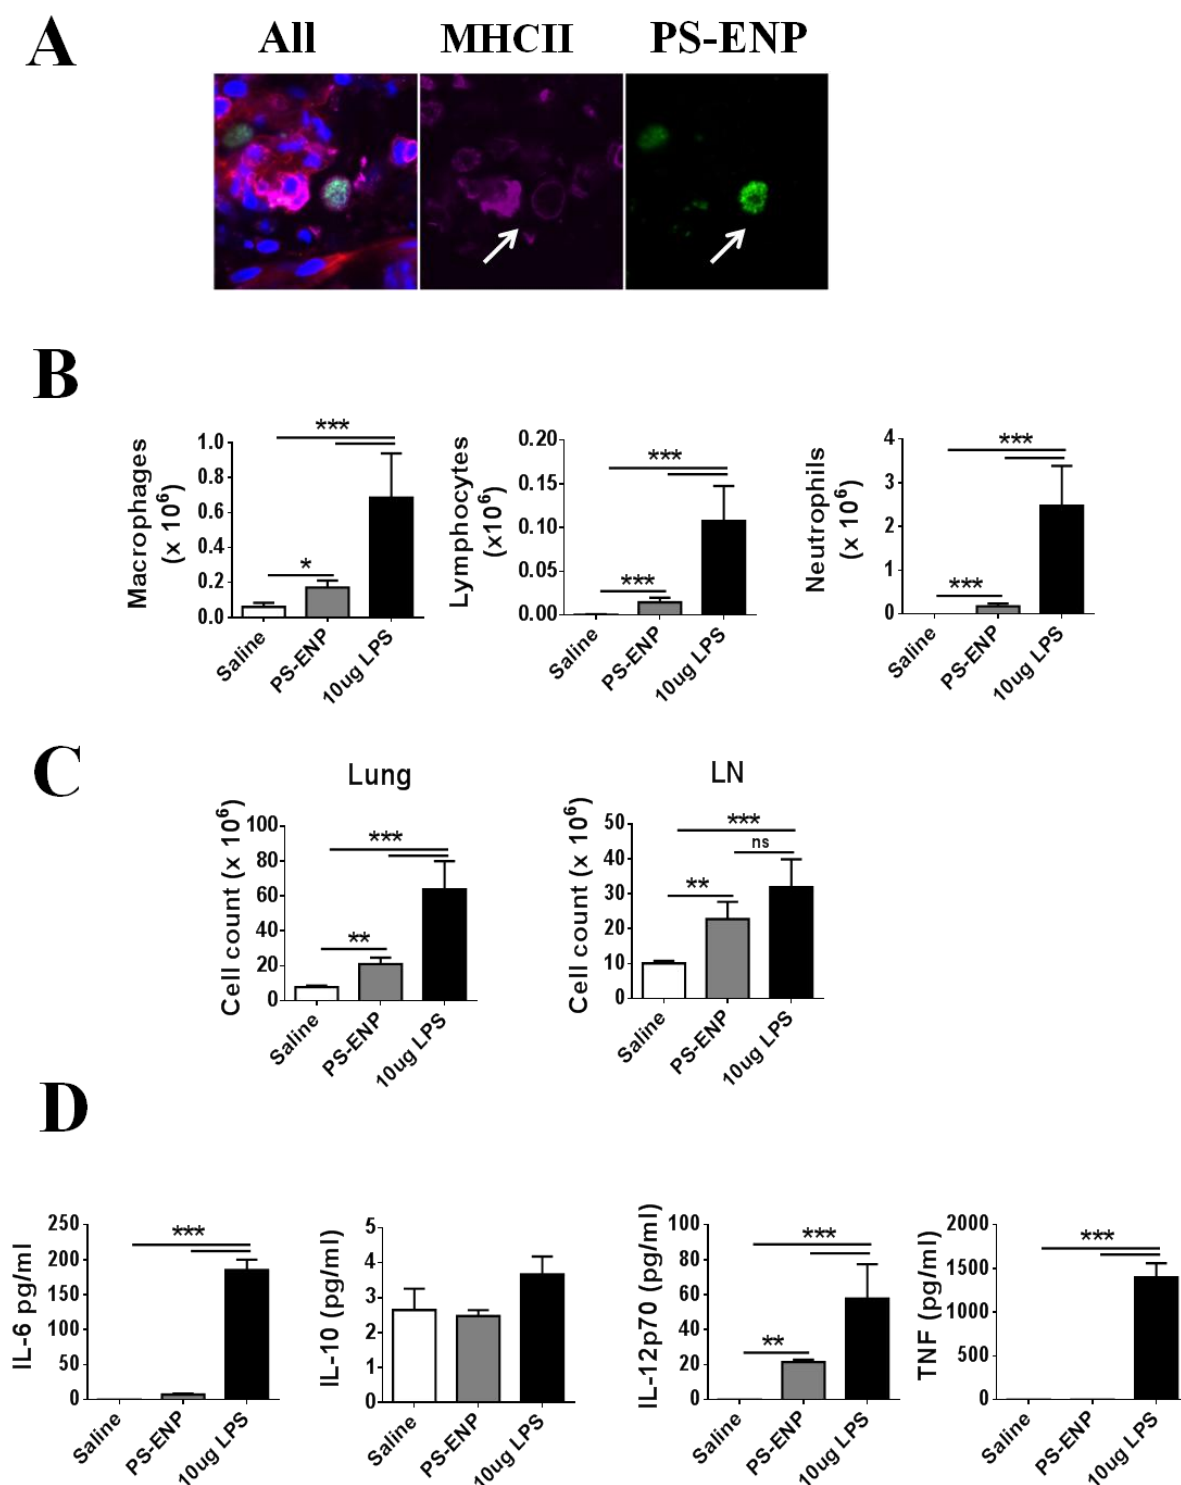 A
All MHCII PS-ENP
B
Macrophages
(x 10⁶)
1.0
0.8
0.6
0.4
0.2
0.0
***
*
Saline
PS-ENP
10ug LPS
Lymphocytes
(x10⁶)
0.20
0.15
0.10
0.05
0.00
***
***
Saline
PS-ENP
10ug LPS
Neutrophils
(x 10⁶)
4
3
2
1
0
***
***
Saline
PS-ENP
10ug LPS
C
Lung
Cell count (x 10⁶)
100
80
60
40
20
0
***
**
Saline
PS-ENP
10ug LPS
LN
Cell count (x 10⁶)
50
40
30
20
10
0
***
ns
**
Saline
PS-ENP
10ug LPS
D
IL-6 pg/ml
250
200
150
100
50
0
***
Saline
PS-ENP
10ug LPS
IL-10 (pg/ml)
5
4
3
2
1
0
Saline
PS-ENP
10ug LPS
IL-12p70 (pg/ml)
100
80
60
40
20
0
***
**
Saline
PS-ENP
10ug LPS
TNF (pg/ml)
2000
1500
1000
500
0
***
Saline
PS-ENP
10ug LPS